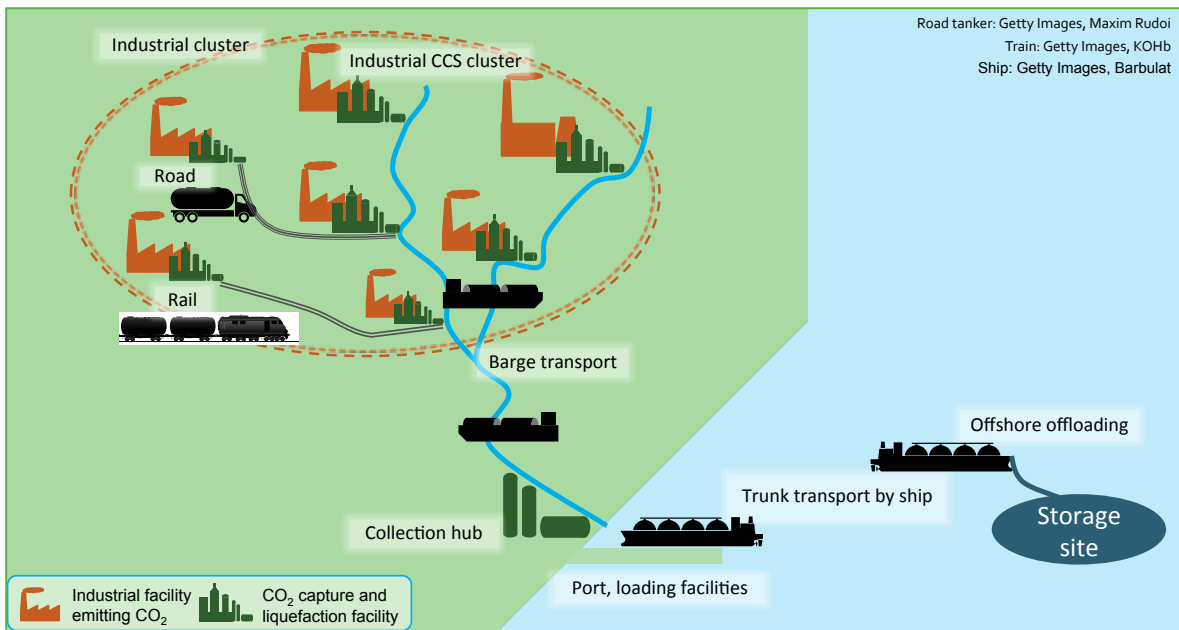 Road tanker: Getty Images, Maxim Rudoi
Train: Getty Images, KOHb
Ship: Getty Images, Barbulat
Industrial cluster
Industrial CCS cluster
Road
Rail
Barge transport
Offshore offloading
Trunk transport by ship
Storage
site
Collection hub
Port, loading facilities
Industrial facility
emitting CO₂
CO₂ capture and
liquefaction facility